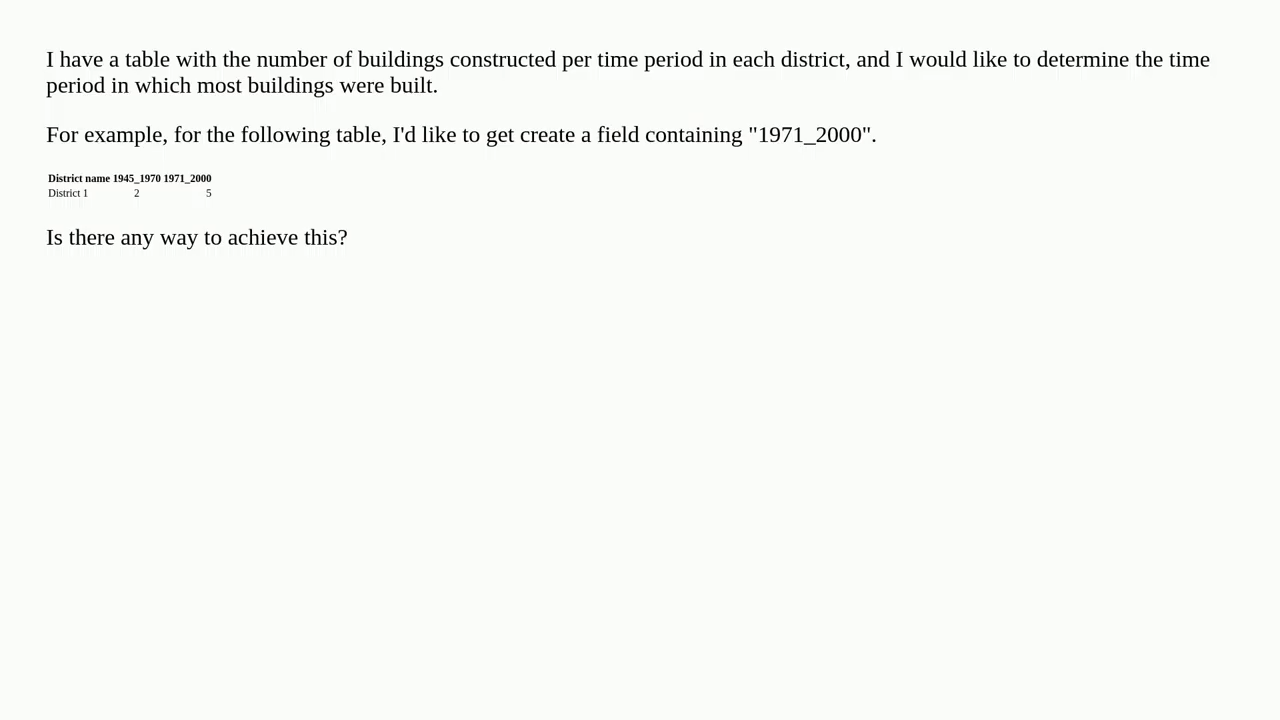 I have a table with the number of buildings constructed per time period in each district, and I would like to determine the time
period in which most buildings were built.
For example, for the following table, I'd like to get create a field containing "1971_2000".
District name 1945_1970 1971_2000
District 1 2 5
Is there any way to achieve this?